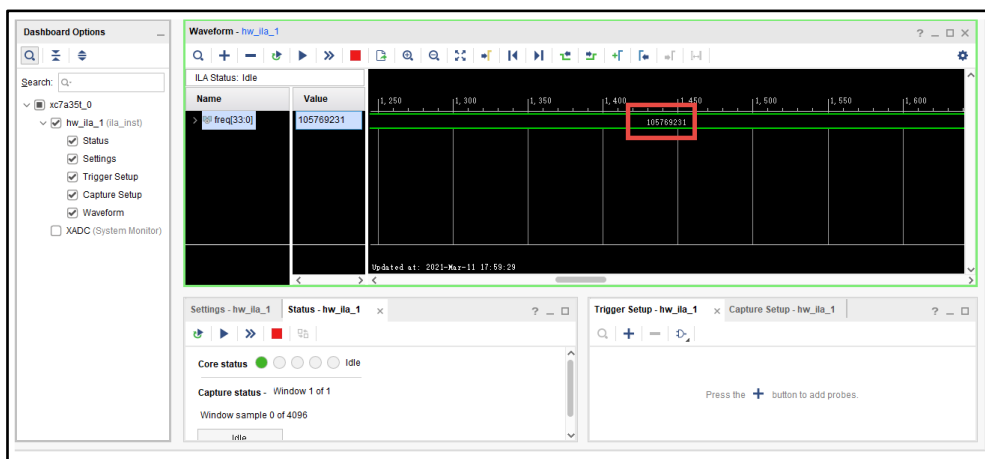 Dashboard Options
Search:
xc7a35t_0
hw_ila_1 (ila_inst)
Status
Settings
Trigger Setup
Capture Setup
Waveform
XADC (System Monitor)
Waveform - hw_ila_1
ILA Status: Idle
Name Value
freq[33:0] 105769231
1,250 1,300 1,350 1,400 1,450 1,500 1,550 1,600
105769231
Updated at: 2021-Mar-11 17:59:29
Settings - hw_ila_1 Status - hw_ila_1
Core status Idle
Capture status - Window 1 of 1
Window sample 0 of 4096
Idle
Trigger Setup - hw_ila_1 Capture Setup - hw_ila_1
Press the + button to add probes.